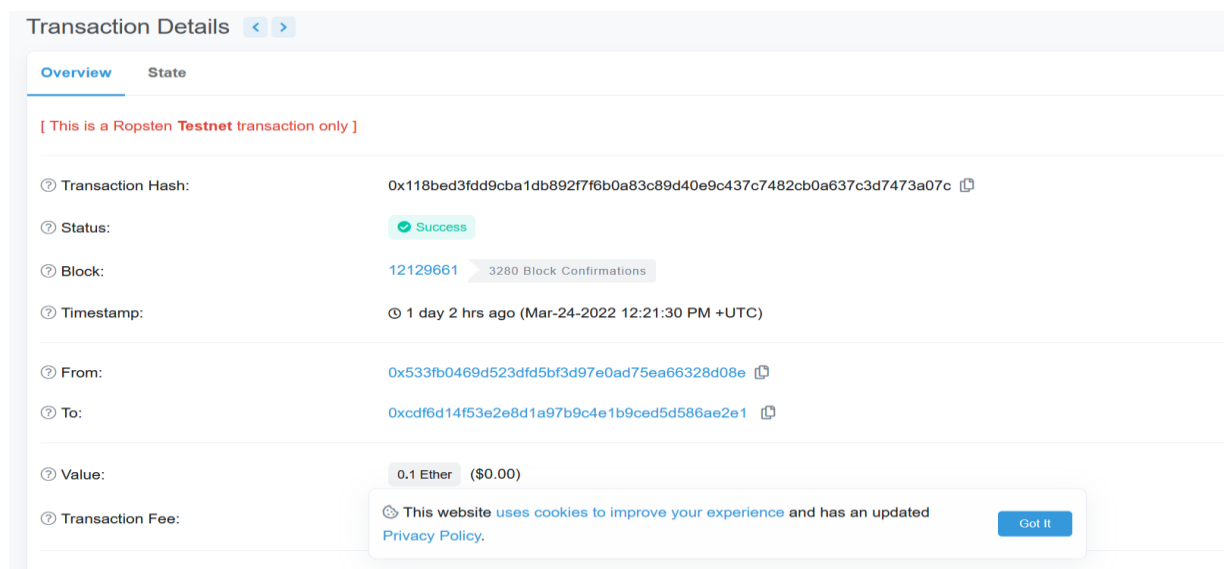 Transaction Details < >
Overview State
[ This is a Ropsten Testnet transaction only ]
Transaction Hash: 0x118bed3fdd9cba1db892f7f6b0a83c89d40e9c437c7482cb0a637c3d7473a07c
Status: Success
Block: 12129661 3280 Block Confirmations
Timestamp: 1 day 2 hrs ago (Mar-24-2022 12:21:30 PM +UTC)
From: 0x533fb0469d523dfd5bf3d97e0ad75ea66328d08e
To: 0xcdf6d14f53e2e8d1a97b9c4e1b9ced5d586ae2e1
Value: 0.1 Ether ($0.00)
Transaction Fee:
This website uses cookies to improve your experience and has an updated
Privacy Policy.
Got It